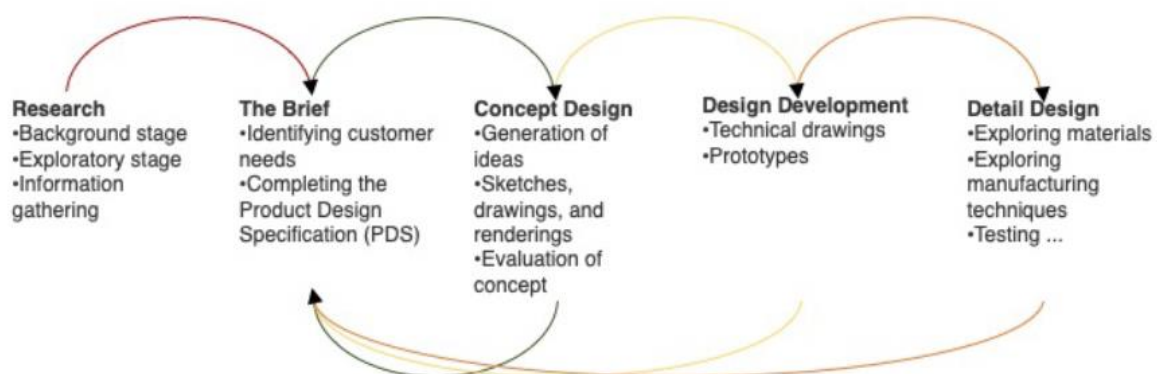 Research
•Background stage
•Exploratory stage
•Information
gathering
The Brief
•Identifying customer
needs
•Completing the
Product Design
Specification (PDS)
Concept Design
•Generation of
ideas
•Sketches,
drawings, and
renderings
•Evaluation of
concept
Design Development
•Technical drawings
•Prototypes
Detail Design
•Exploring materials
•Exploring
manufacturing
techniques
•Testing ...